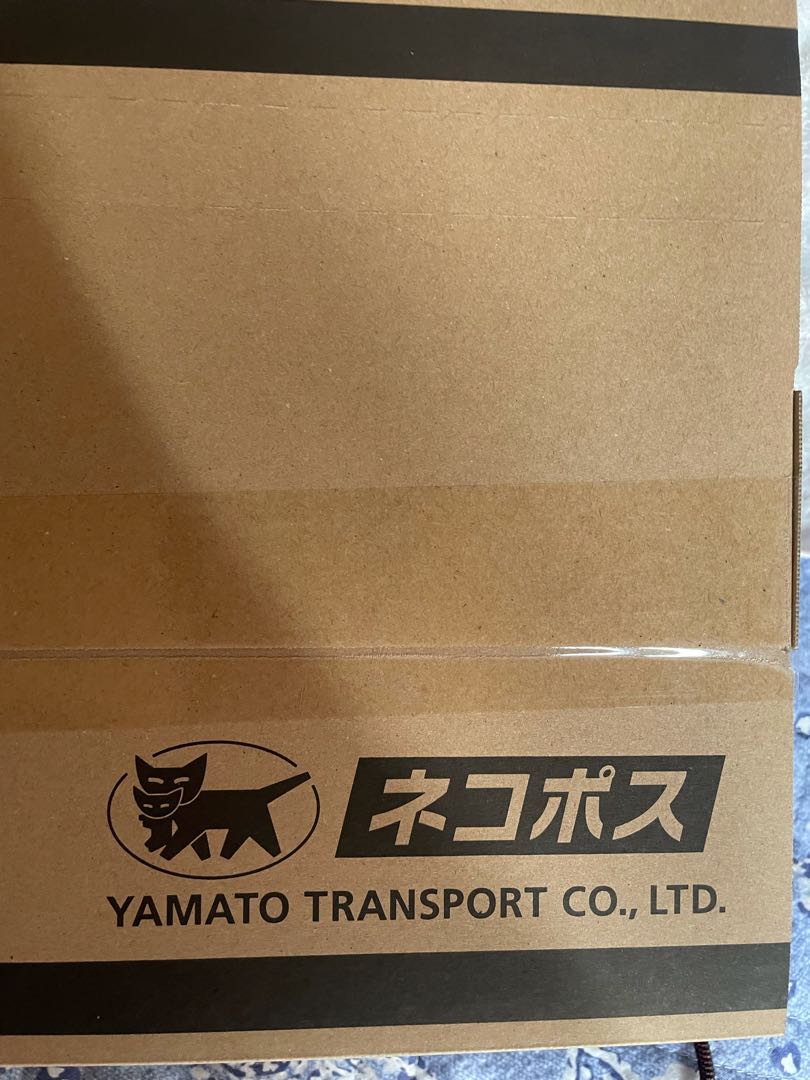 ネコポス
YAMATO TRANSPORT CO., LTD.